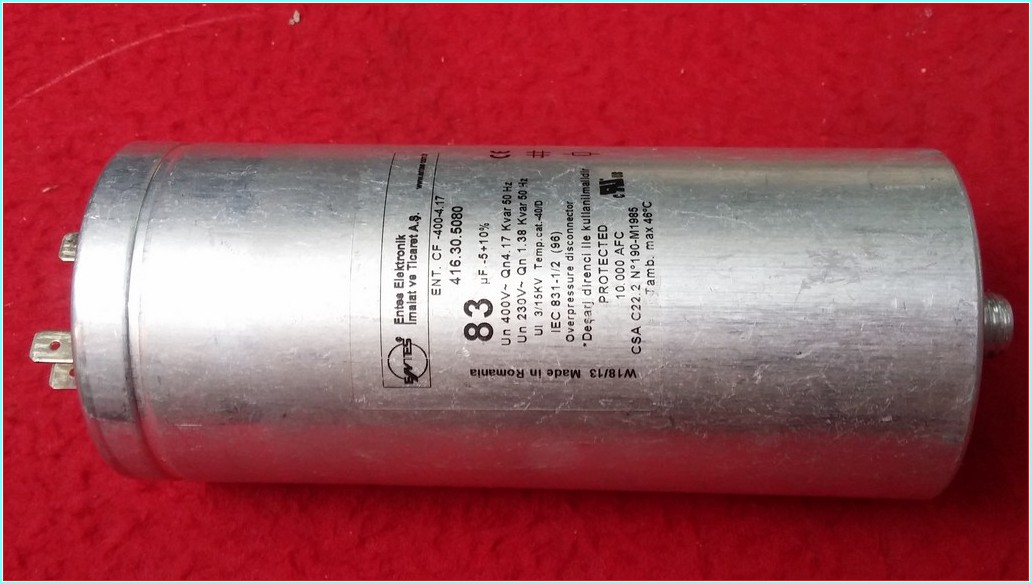 ENTES
Entes Elektronik
İmalat ve Ticaret A.Ş.
CE
ENT. CF -400-4.17
416.30.5080
83 µF -5+10%
Un 400V~ Qn4.17 Kvar 50 Hz
Un 230V~ Qn 1.38 Kvar 50 Hz
UI 3/15KV Temp.cat.-40/D
IEC 831-1/2 (96)
Overpressure disconnector
*Deşarj direnci ile kullanılmalıdır
PROTECTED
10.000 AFC
CSA C22.2 N°190-M1985
Tamb. max 46°C
W18/13 Made in Romania